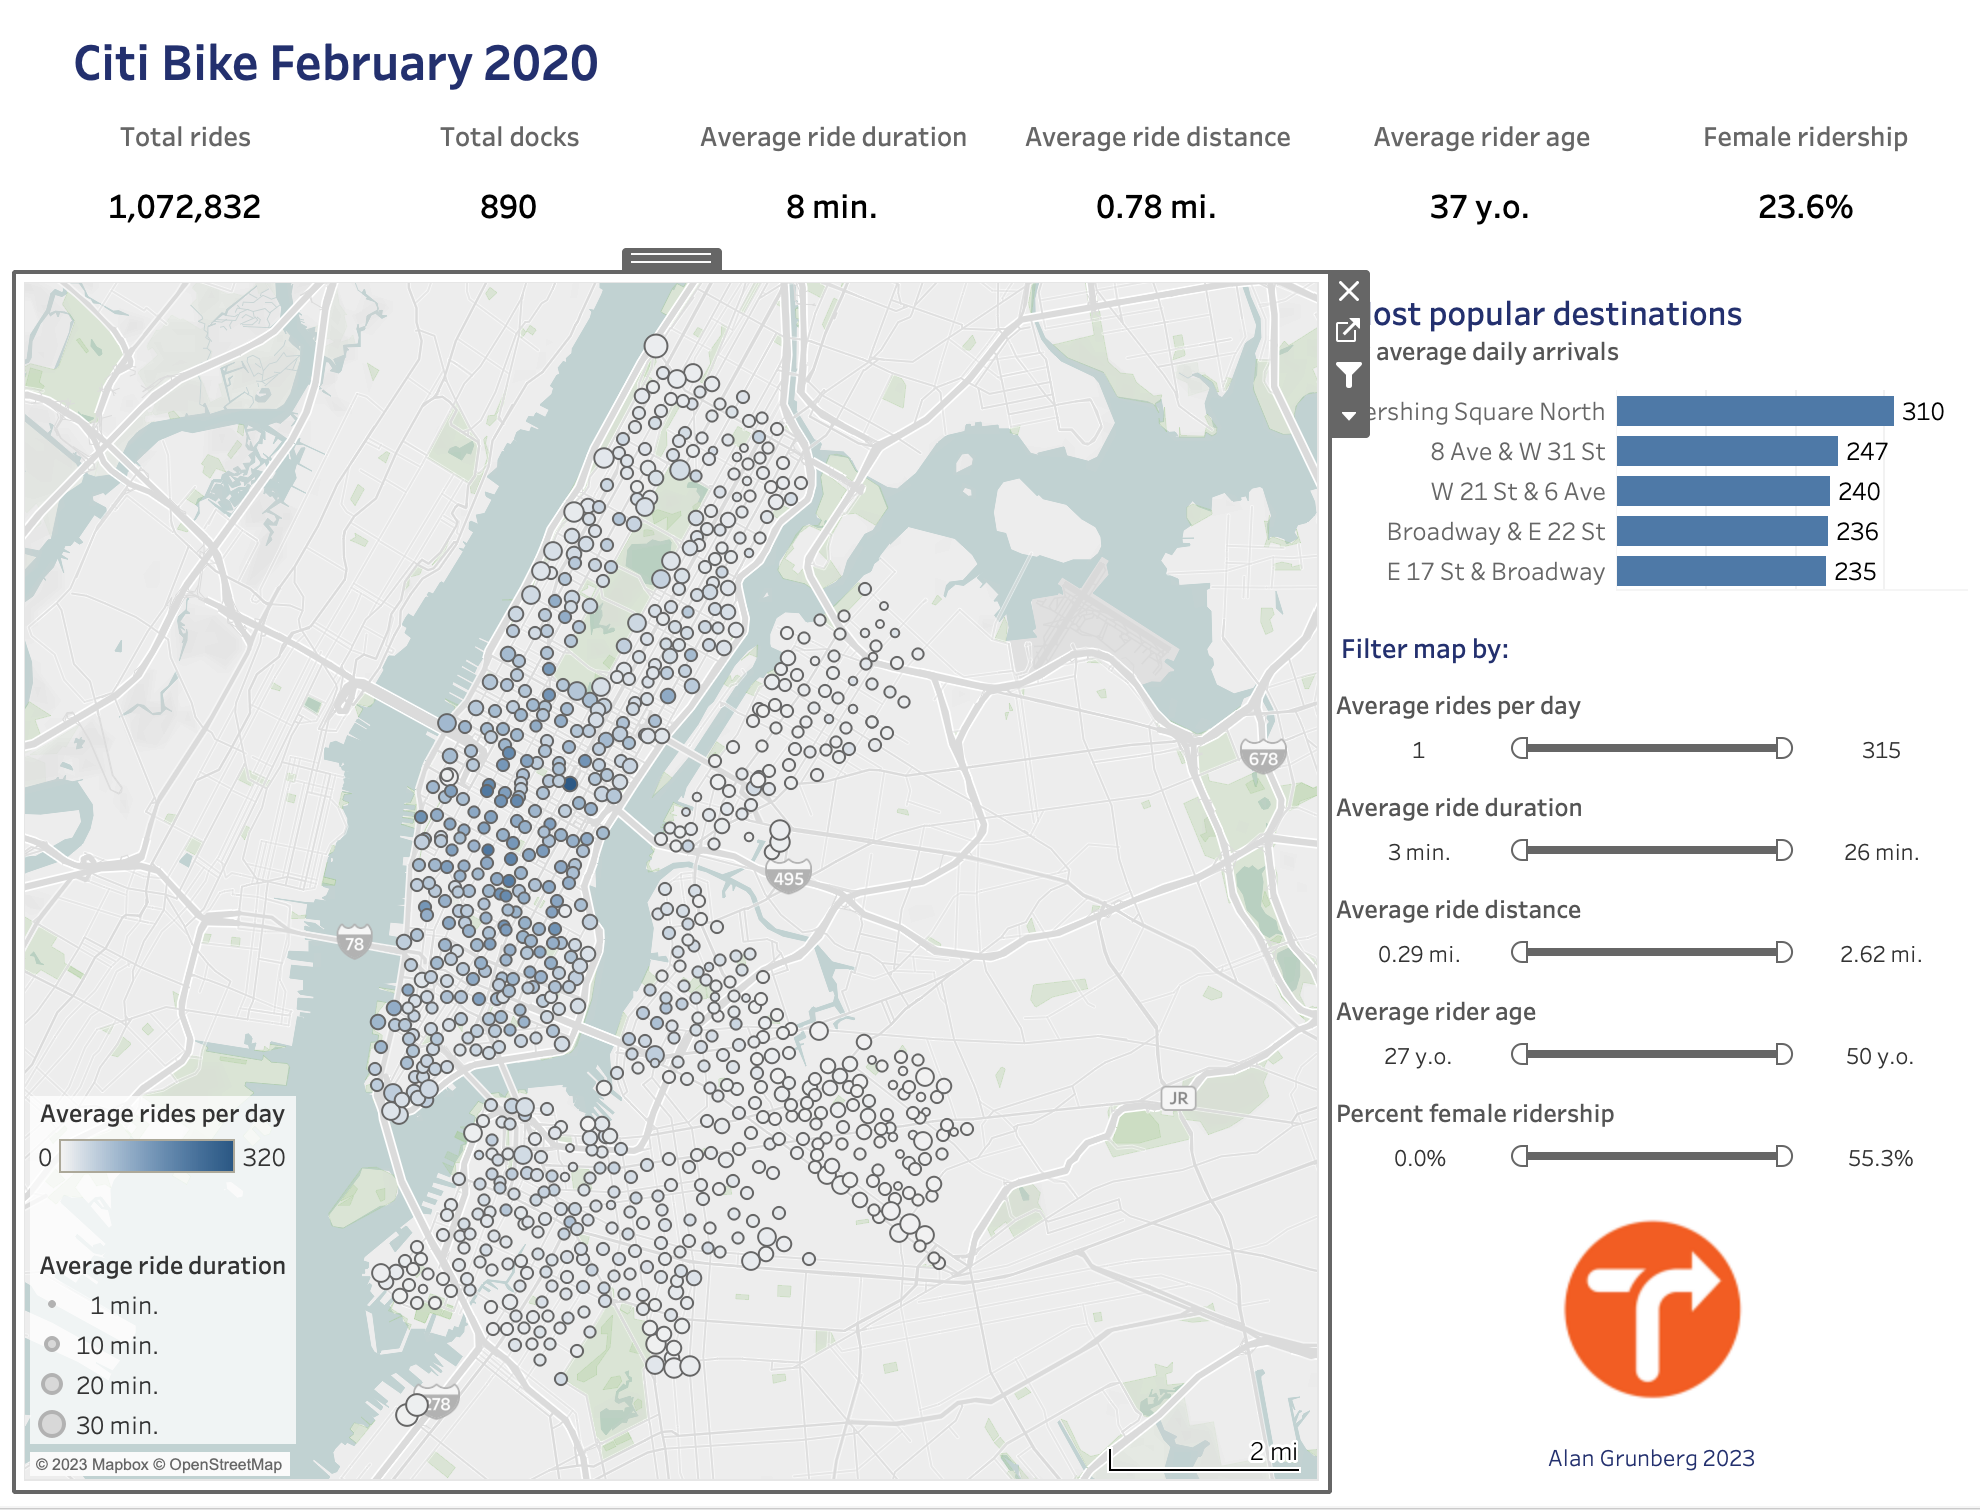 Citi Bike February 2020
Total rides
Total docks
Average ride duration
Average ride distance
Average rider age
Female ridership
1,072,832
890
8 min.
0.78 mi.
37 y.o.
23.6%
ost popular destinations
average daily arrivals
ershing Square North 310
8 Ave & W 31 St 247
W 21 St & 6 Ave 240
Broadway & E 22 St 236
E 17 St & Broadway 235
Filter map by:
Average rides per day
1 315
Average ride duration
3 min. 26 min.
Average ride distance
0.29 mi. 2.62 mi.
Average rider age
27 y.o. 50 y.o.
Percent female ridership
0.0% 55.3%
Alan Grunberg 2023
678
495
78
JR
278
Average rides per day
0 320
Average ride duration
1 min.
10 min.
20 min.
30 min.
© 2023 Mapbox © OpenStreetMap
2 mi